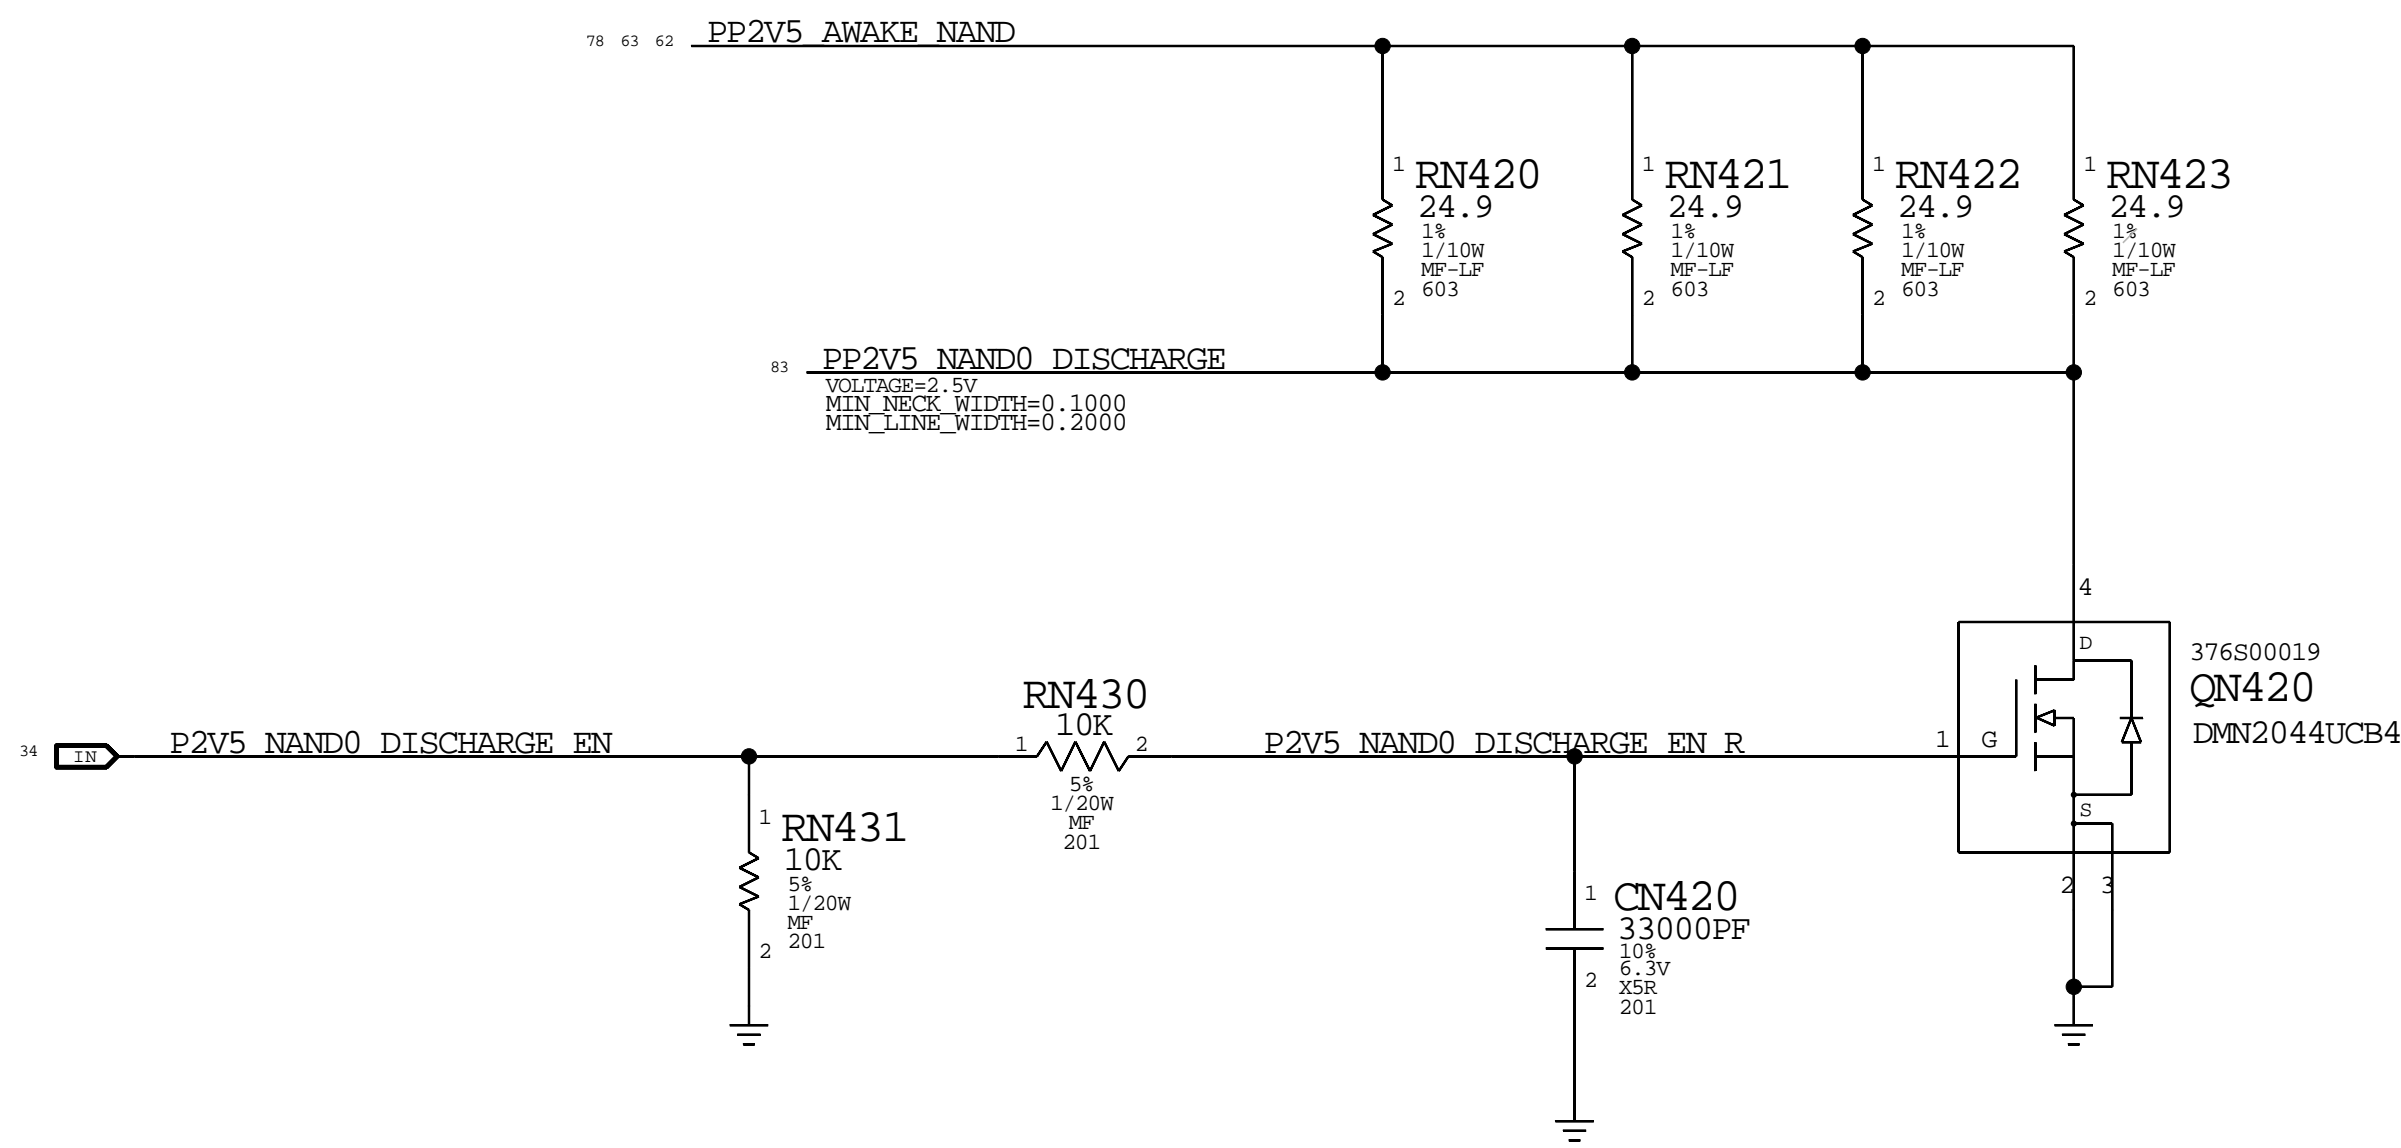 78 63 62 PP2V5_AWAKE_NAND
1 RN420
24.9
1%
1/10W
MF-LF
603
2
1 RN421
24.9
1%
1/10W
MF-LF
603
2
1 RN422
24.9
1%
1/10W
MF-LF
603
2
1 RN423
24.9
1%
1/10W
MF-LF
603
2
83 PP2V5_NAND0_DISCHARGE
VOLTAGE=2.5V
MIN_NECK_WIDTH=0.1000
MIN_LINE_WIDTH=0.2000
4
D
376S00019
QN420
DMN2044UCB4
1 G
S
2 3
34 IN P2V5_NAND0_DISCHARGE_EN
RN430
10K
1 2
5%
1/20W
MF
201
P2V5_NAND0_DISCHARGE_EN_R
1 RN431
10K
5%
1/20W
MF
201
2
1 CN420
33000PF
10%
6.3V
X5R
201
2